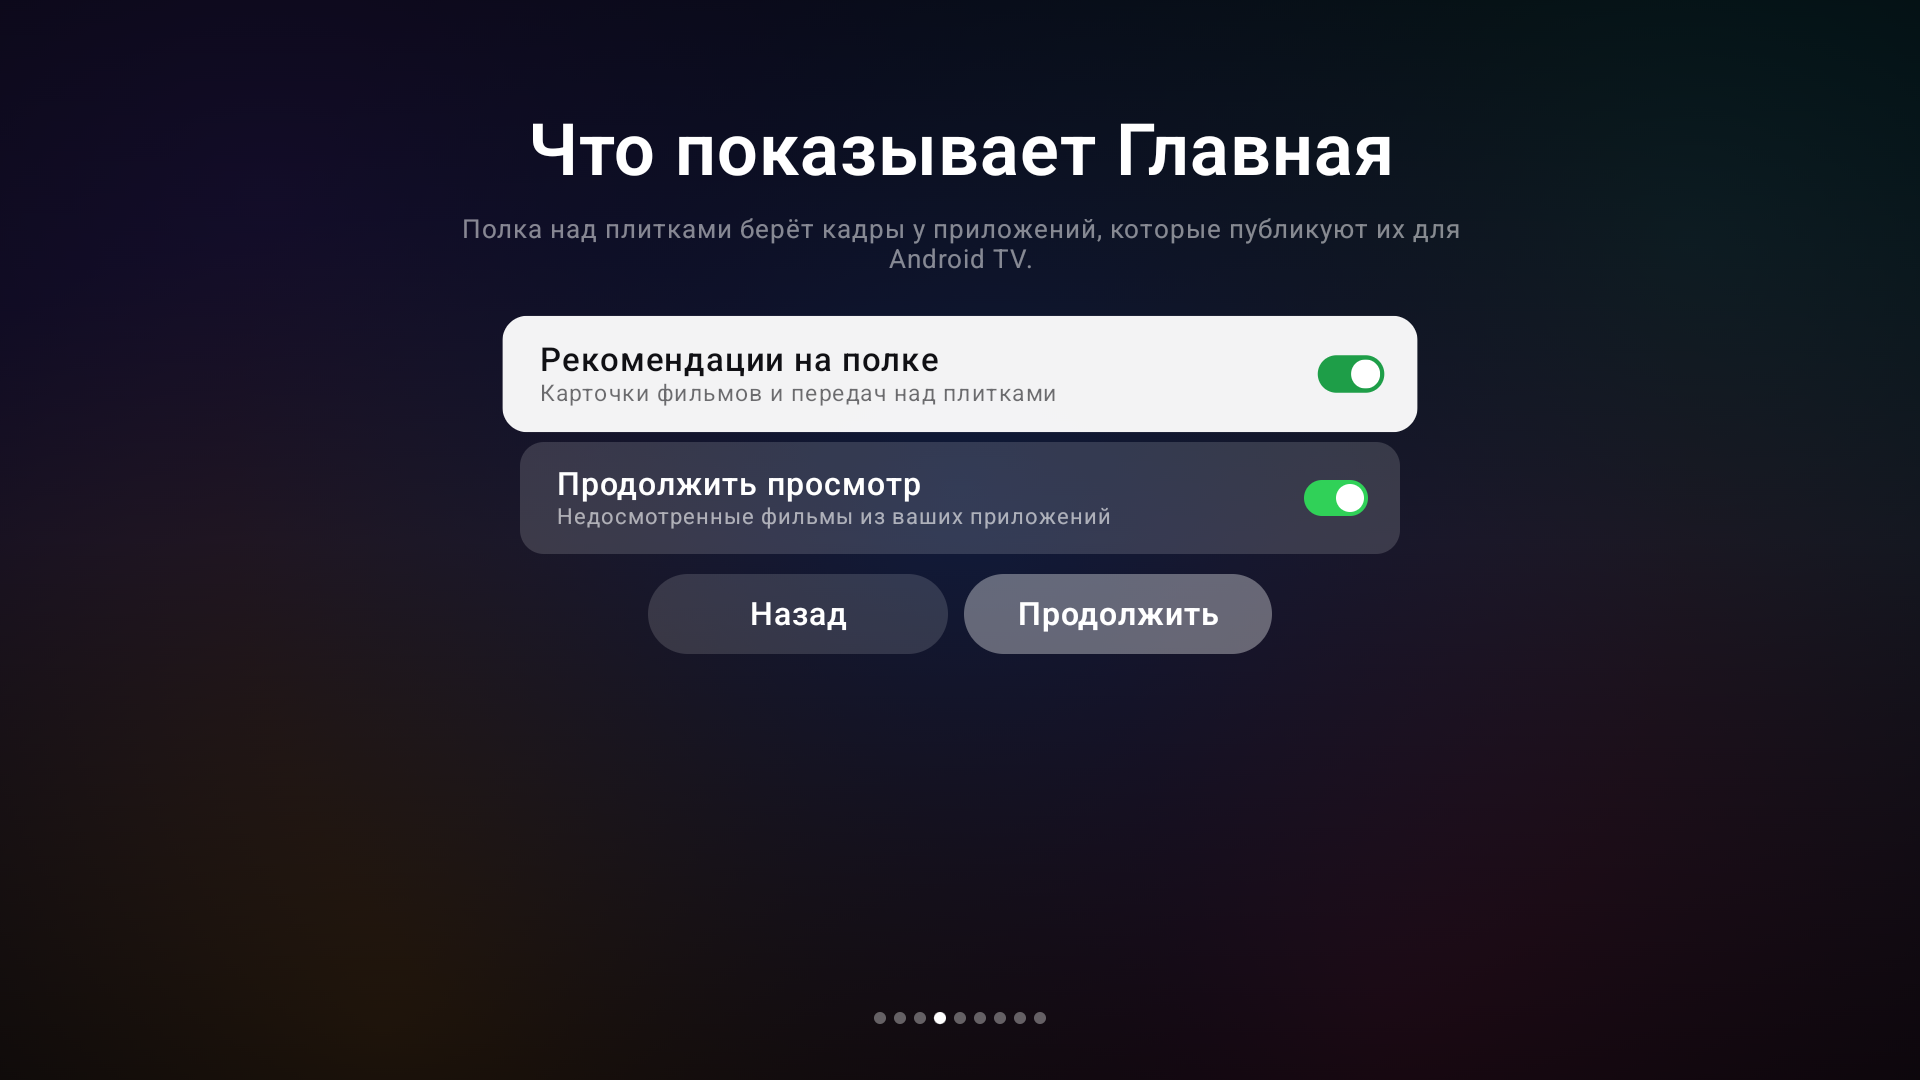 Что показывает Главная
Полка над плитками берёт кадры у приложений, которые публикуют их для
Android TV.
Рекомендации на полке
Карточки фильмов и передач над плитками
Продолжить просмотр
Недосмотренные фильмы из ваших приложений
Назад
Продолжить